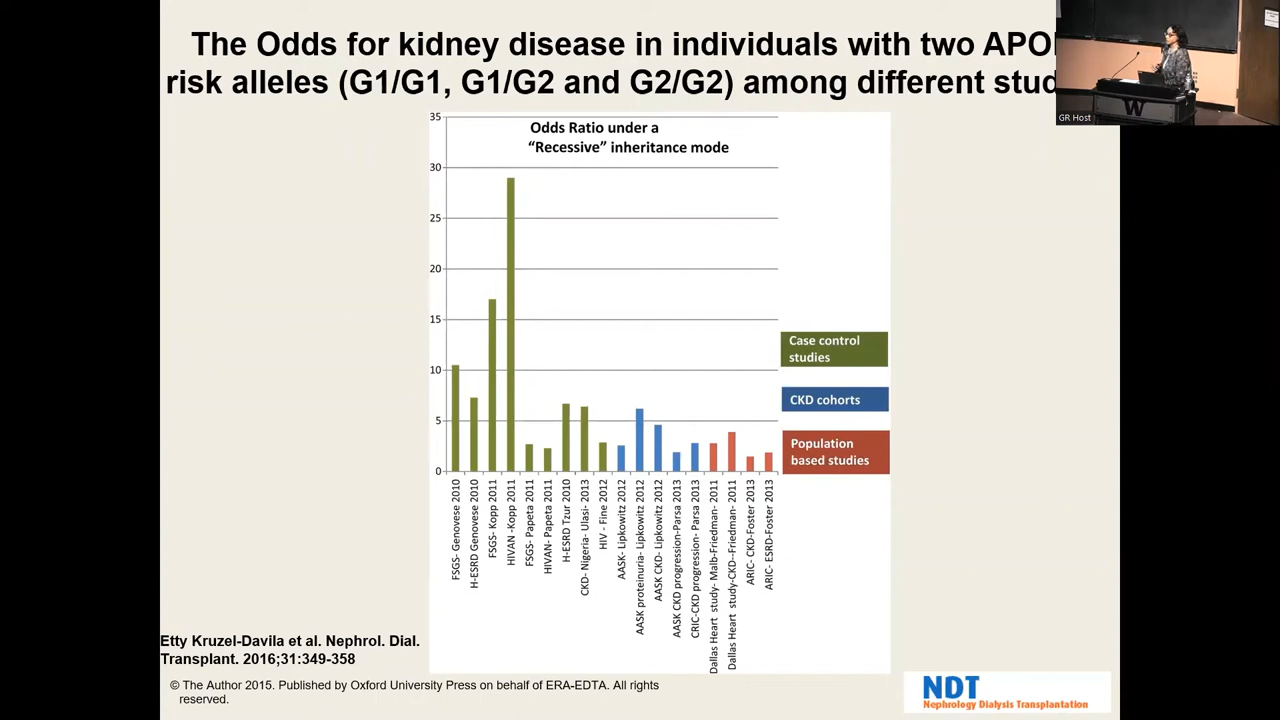 The Odds for kidney disease in individuals with two APO
risk alleles (G1/G1, G1/G2 and G2/G2) among different stud
GR Host
W
Odds Ratio under a
“Recessive” inheritance mode
35
30
25
20
15
10
5
0
Case control
studies
CKD cohorts
Population
based studies
FSGS- Genovese 2010
H-ESRD Genovese 2010
FSGS- Kopp 2011
HIVAN -Kopp 2011
FSGS- Papeta 2011
HIVAN- Papeta 2011
H-ESRD Tzur 2010
CKD- Nigeria- Ulasi- 2013
HIV - Fine 2012
AASK- Lipkowitz 2012
AASK proteinuria- Lipkowitz 2012
AASK CKD- Lipkowitz 2012
AASK CKD progression-Parsa 2013
CRIC-CKD progression- Parsa 2013
Dallas Heart study- Malb-Friedman- 2011
Dallas Heart study-CKD--Friedman- 2011
ARIC- CKD-Foster 2013
ARIC- ESRD-Foster 2013
Etty Kruzel-Davila et al. Nephrol. Dial.
Transplant. 2016;31:349-358
© The Author 2015. Published by Oxford University Press on behalf of ERA-EDTA. All rights
reserved.
NDT
Nephrology Dialysis Transplantation